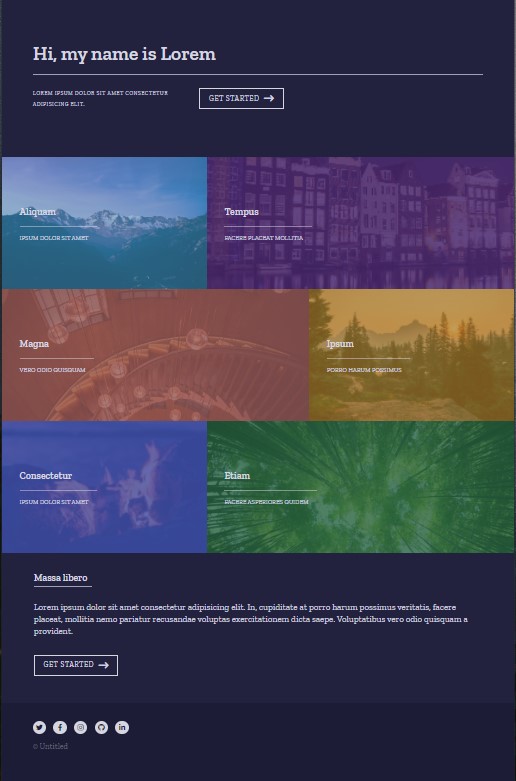 Hi, my name is Lorem
LOREM IPSUM DOLOR SIT AMET CONSECTETUR
ADIPISICING ELIT.
GET STARTED
Aliquam
IPSUM DOLOR SIT AMET
Tempus
FACERE PLACEAT MOLLITIA
Magna
VERO ODIO QUISQUAM
Ipsum
PORRO HARUM POSSIMUS
Consectetur
IPSUM DOLOR SIT AMET
Etiam
FACERE ASPERIORES QUIDEM
Massa libero
Lorem ipsum dolor sit amet consectetur adipisicing elit. In, cupiditate at porro harum possimus veritatis, facere
placeat, mollitia nemo pariatur recusandae voluptas exercitationem dicta saepe. Voluptatibus vero odio quisquam a
provident.
GET STARTED
© Untitled